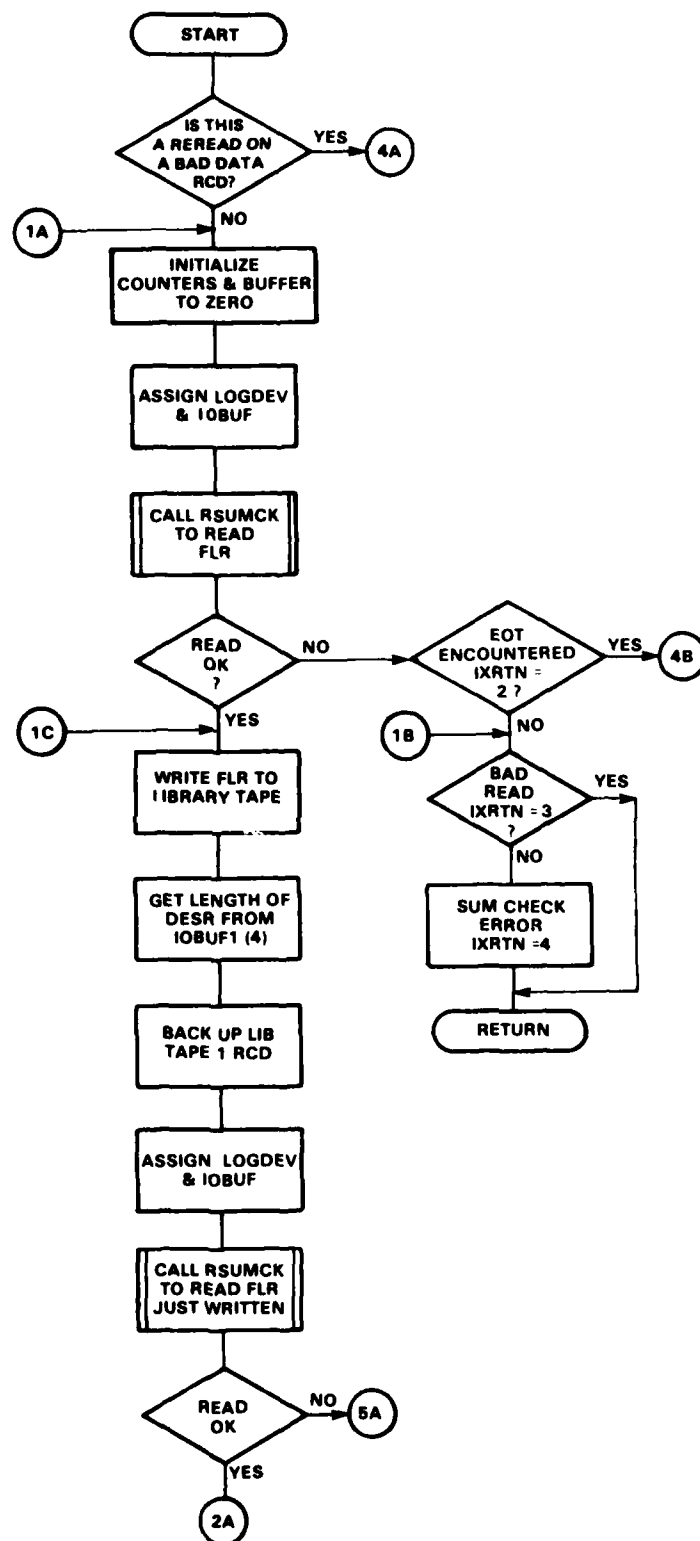 START
IS THIS
A REREAD ON
A BAD DATA
RCD?
YES
4A
NO
1A
INITIALIZE
COUNTERS & BUFFER
TO ZERO
ASSIGN LOGDEV
& IOBUF
CALL RSUMCK
TO READ
FLR
READ
OK
?
NO
EOT
ENCOUNTERED
IXRTN =
2 ?
YES
4B
YES
1C
NO
1B
WRITE FLR TO
LIBRARY TAPE
BAD
READ
IXRTN =3
?
YES
NO
GET LENGTH OF
DESR FROM
IOBUF1 (4)
SUM CHECK
ERROR
IXRTN =4
BACK UP LIB
TAPE 1 RCD
RETURN
ASSIGN LOGDEV
& IOBUF
CALL RSUMCK
TO READ FLR
JUST WRITTEN
READ
OK
NO
5A
YES
2A